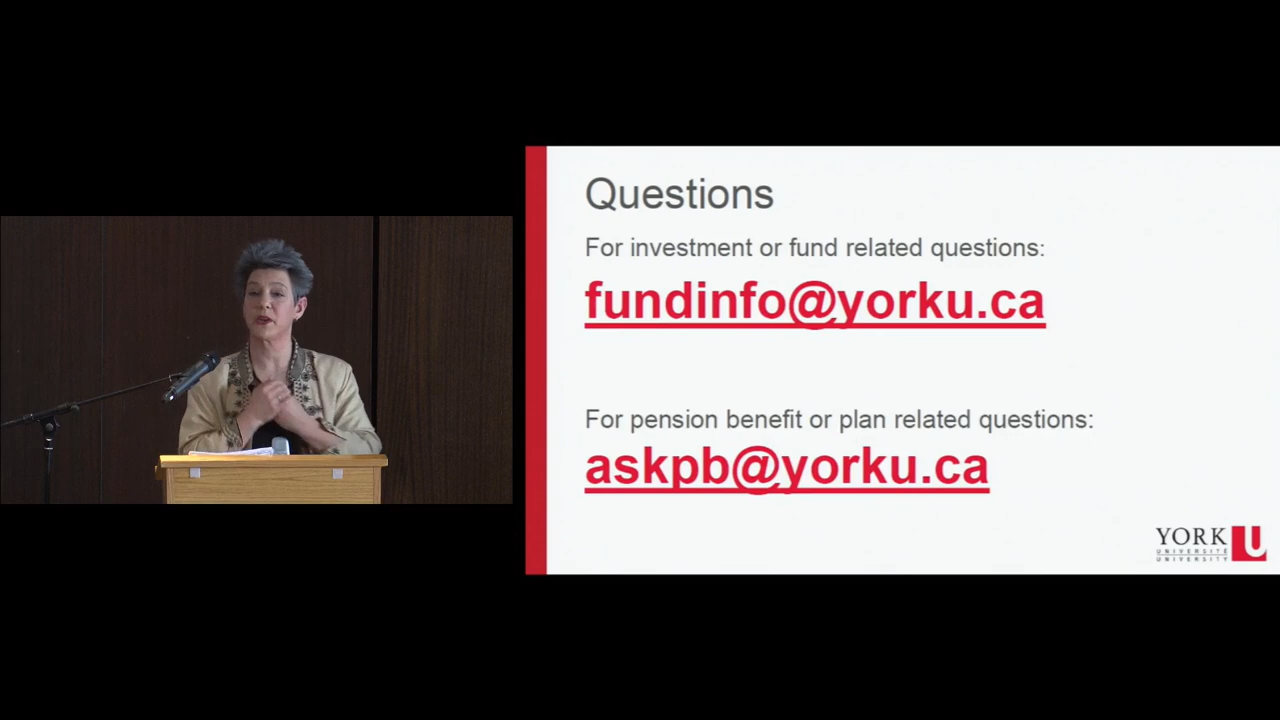 Questions
For investment or fund related questions:
fundinfo@yorku.ca
For pension benefit or plan related questions:
askpb@yorku.ca
YORK U
UNIVERSITÉ
UNIVERSITY